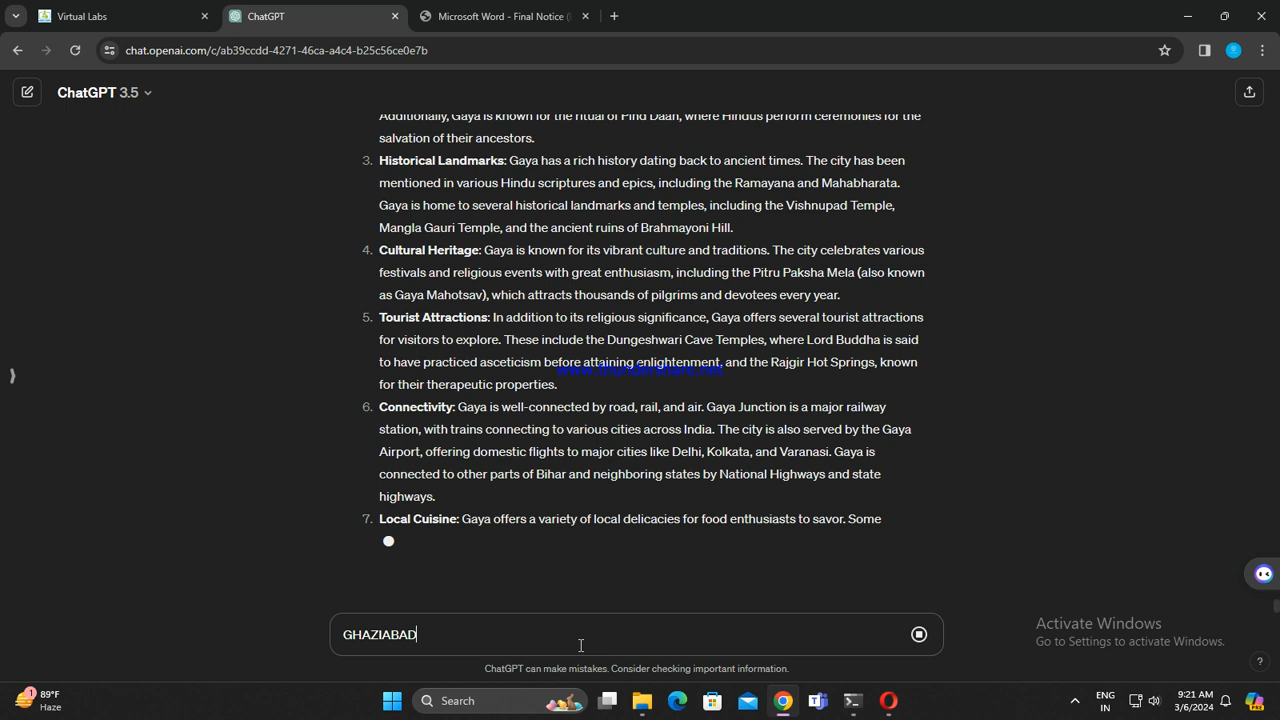 Virtual Labs
ChatGPT
Microsoft Word - Final Notice (
chat.openai.com/c/ab39ccdd-4271-46ca-a4c4-b25c56ce0e7b
ChatGPT 3.5
Additionally, Gaya is known for the ritual of Pind Daan, where Hindus perform ceremonies for the
salvation of their ancestors.
3. Historical Landmarks: Gaya has a rich history dating back to ancient times. The city has been
mentioned in various Hindu scriptures and epics, including the Ramayana and Mahabharata.
Gaya is home to several historical landmarks and temples, including the Vishnupad Temple,
Mangla Gauri Temple, and the ancient ruins of Brahmayoni Hill.
4. Cultural Heritage: Gaya is known for its vibrant culture and traditions. The city celebrates various
festivals and religious events with great enthusiasm, including the Pitru Paksha Mela (also known
as Gaya Mahotsav), which attracts thousands of pilgrims and devotees every year.
5. Tourist Attractions: In addition to its religious significance, Gaya offers several tourist attractions
for visitors to explore. These include the Dungeshwari Cave Temples, where Lord Buddha is said
to have practiced asceticism before attaining enlightenment, and the Rajgir Hot Springs, known
www.thundershare.net
for their therapeutic properties.
6. Connectivity: Gaya is well-connected by road, rail, and air. Gaya Junction is a major railway
station, with trains connecting to various cities across India. The city is also served by the Gaya
Airport, offering domestic flights to major cities like Delhi, Kolkata, and Varanasi. Gaya is
connected to other parts of Bihar and neighboring states by National Highways and state
highways.
7. Local Cuisine: Gaya offers a variety of local delicacies for food enthusiasts to savor. Some
GHAZIABAD
Activate Windows
Go to Settings to activate Windows.
ChatGPT can make mistakes. Consider checking important information.
?
1
89°F
Haze
Search
ENG
IN
9:21 AM
3/6/2024